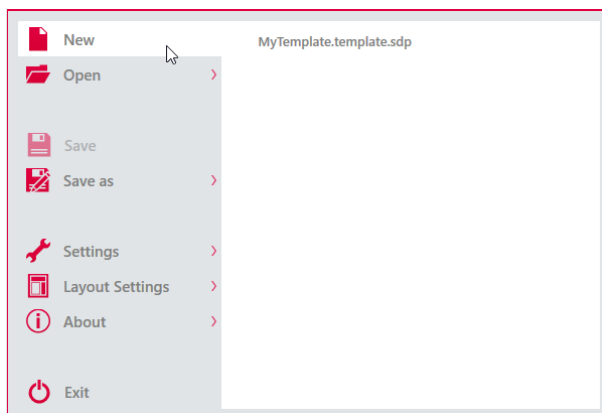 New
MyTemplate.template.sdp
Open
Save
Save as
Settings
Layout Settings
About
Exit